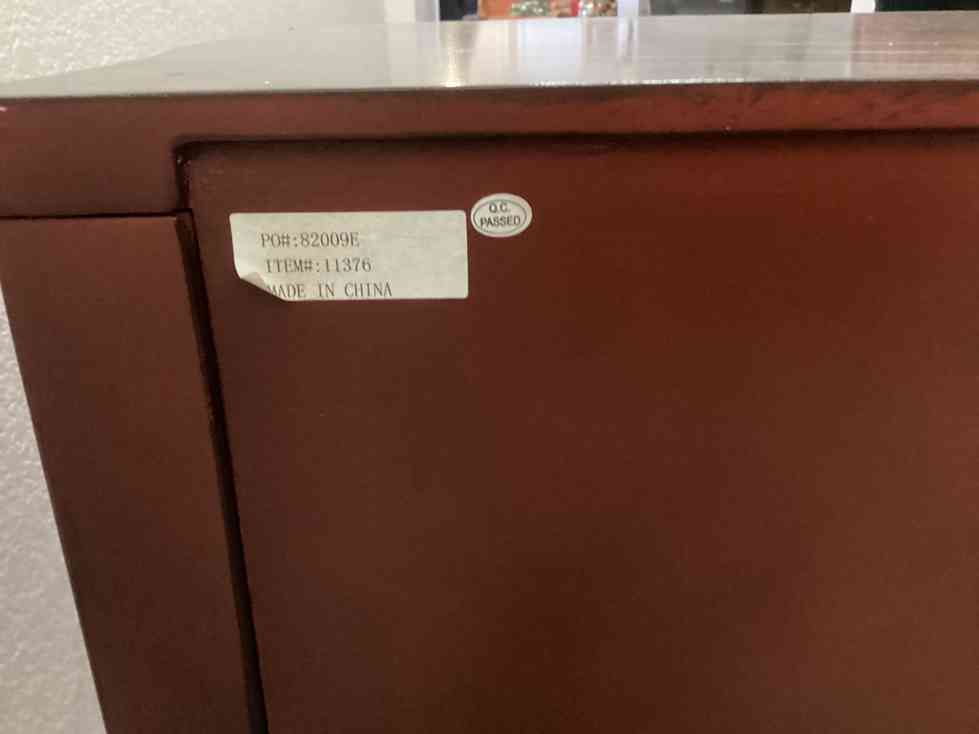 PO#:82009E
ITEM#:11376
MADE IN CHINA
Q.C.
PASSED